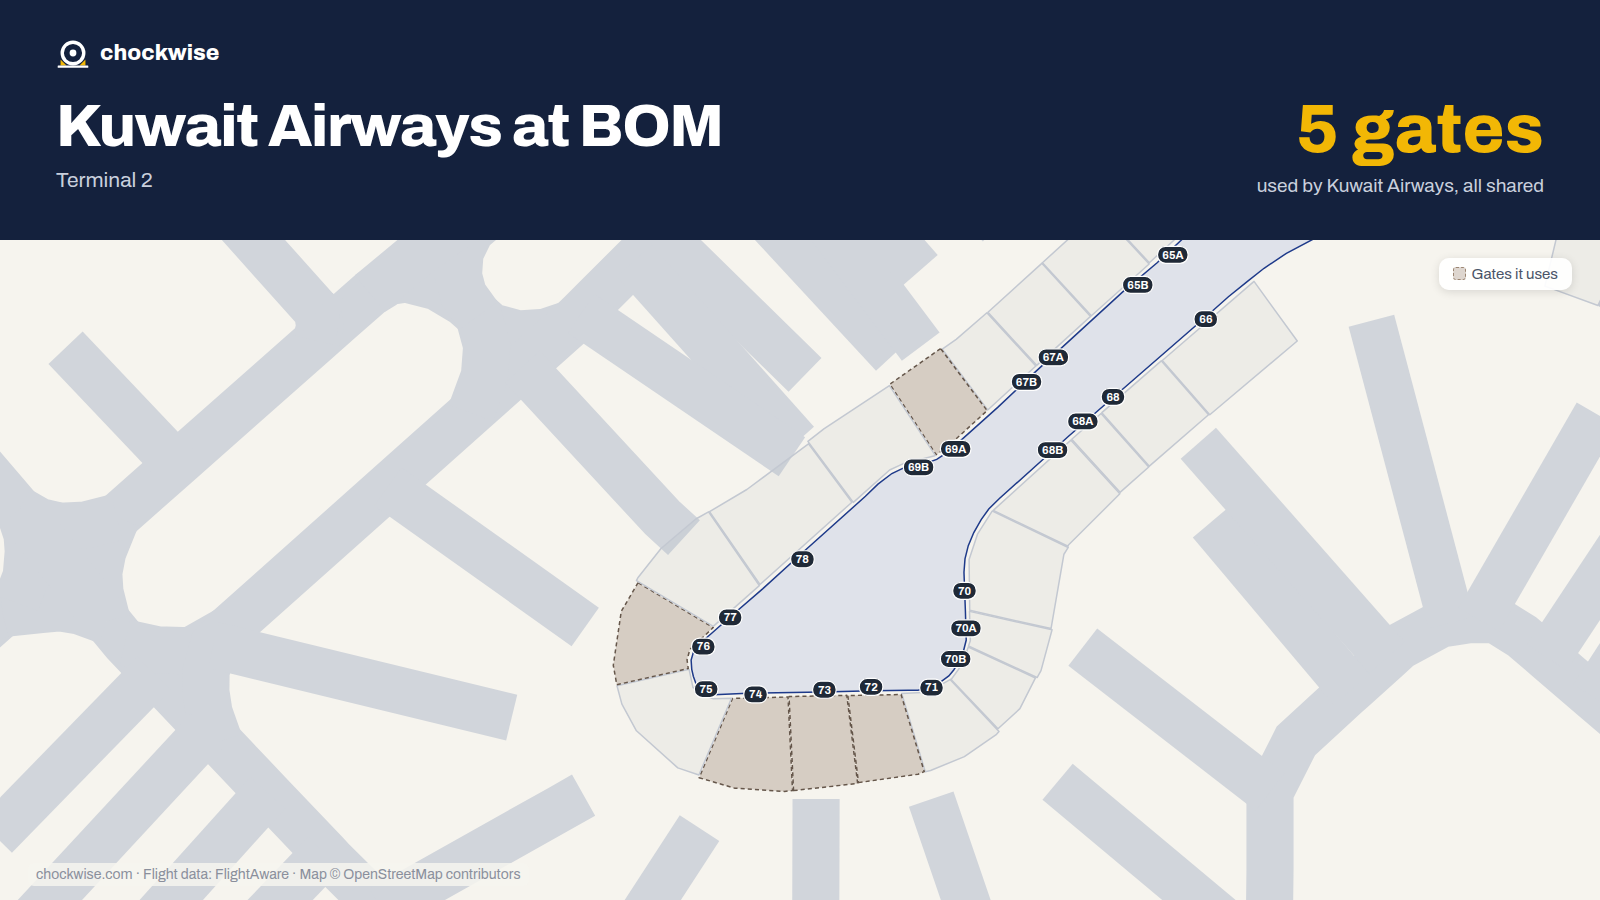 chockwise
Kuwait Airways at BOM
Terminal 2
5 gates
used by Kuwait Airways, all shared
Gates it uses
65A
65B
66
67A
67B
68
68A
69A
68B
69B
78
70
77
70A
76
70B
75
74
73
72
71
chockwise.com · Flight data: FlightAware · Map © OpenStreetMap contributors